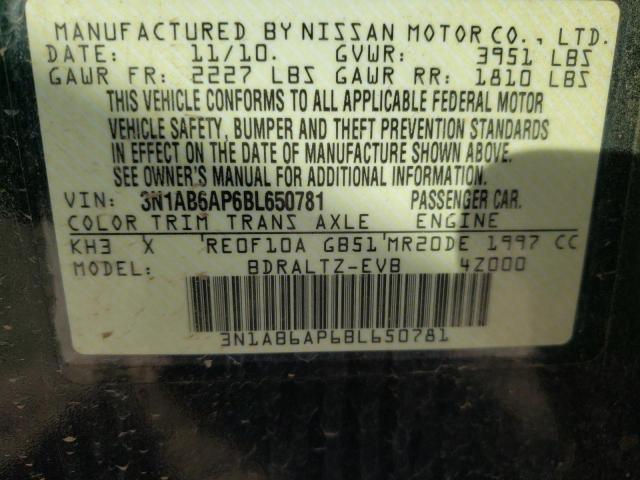 MANUFACTURED BY NISSAN MOTOR CO., LTD.
DATE: 11/10. GVWR: 3951 LBS
GAWR FR: 2227 LBS GAWR RR: 1810 LBS
THIS VEHICLE CONFORMS TO ALL APPLICABLE FEDERAL MOTOR
VEHICLE SAFETY, BUMPER AND THEFT PREVENTION STANDARDS
IN EFFECT ON THE DATE OF MANUFACTURE SHOWN ABOVE.
SEE OWNER'S MANUAL FOR ADDITIONAL INFORMATION.
VIN: 3N1AB6AP6BL650781 PASSENGER CAR.
COLOR TRIM TRANS AXLE ENGINE
KH3 X 'RE0F10A GB51'MR20DE 1997 CC
MODEL: BDRALTZ-EVB 4Z000
3N1AB6AP6BL650781